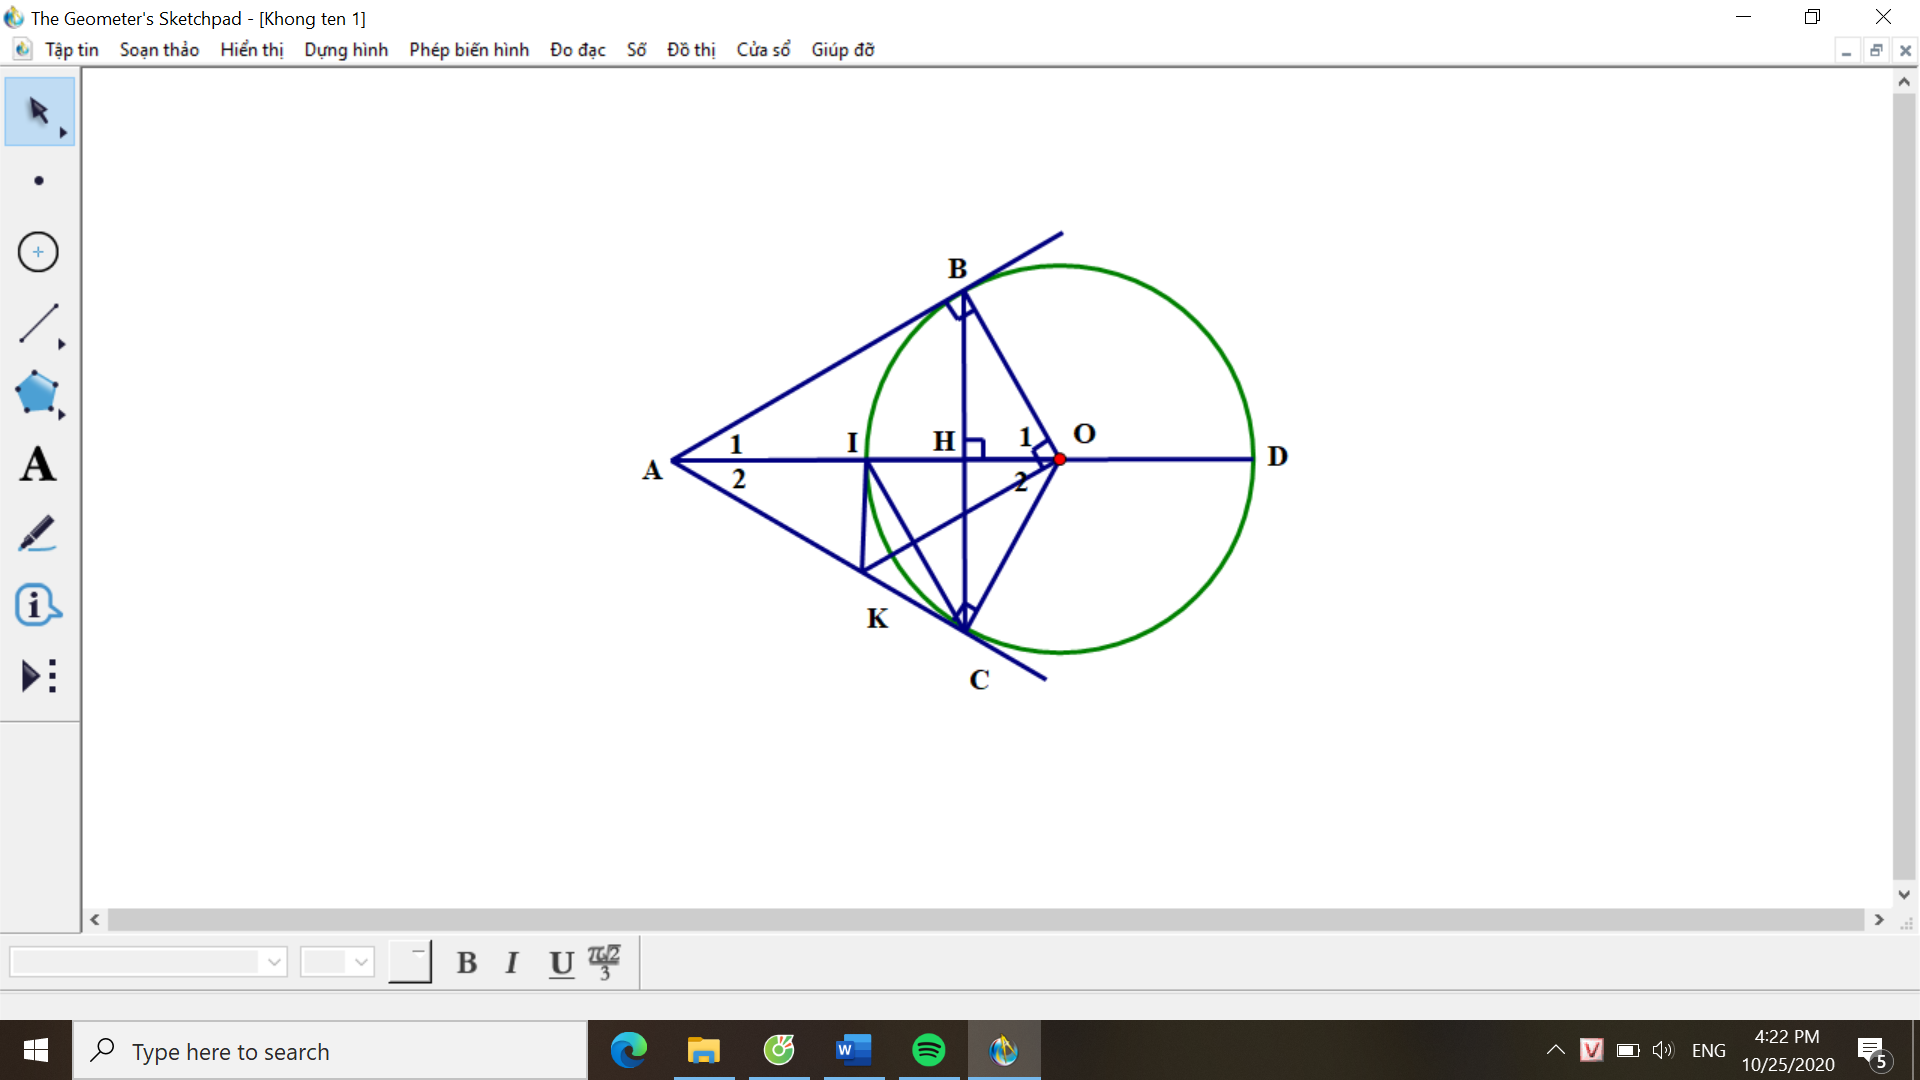 The Geometer's Sketchpad - [Khong ten 1]
Tập tin Soạn thảo Hiển thị Dựng hình Phép biến hình Đo đạc Số Đồ thị Cửa sổ Giúp đỡ
B
A 1 2 I H 1 2 O D
K
C
A
i
B I U π√2/3
Type here to search
W
V ENG
4:22 PM
10/25/2020
5